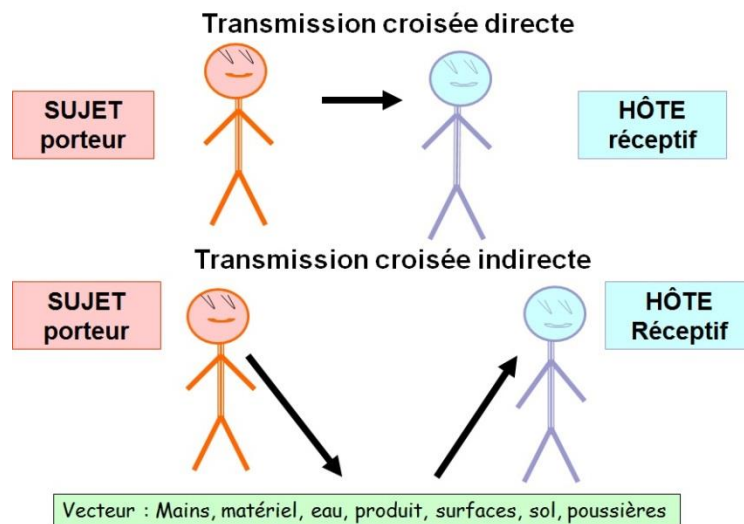 Transmission croisée directe
SUJET
porteur
HÔTE
réceptif
Transmission croisée indirecte
SUJET
porteur
HÔTE
Réceptif
Vecteur : Mains, matériel, eau, produit, surfaces, sol, poussières